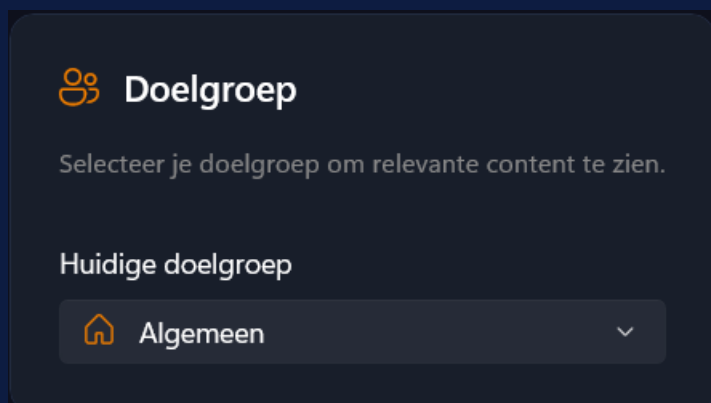 Doelgroep
Selecteer je doelgroep om relevante content te zien.
Huidige doelgroep
Algemeen